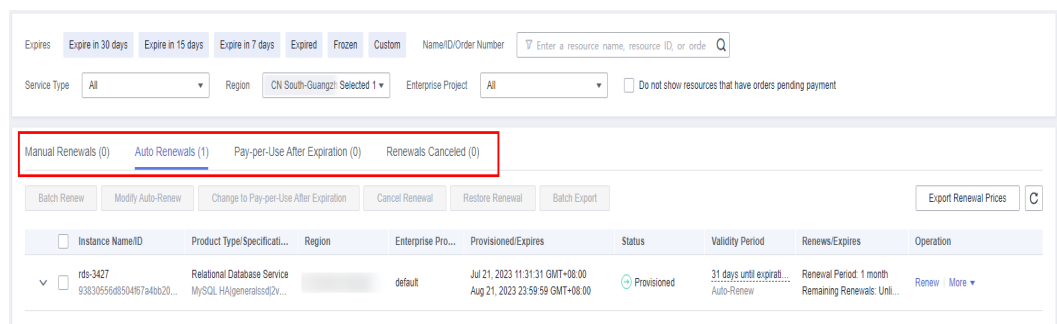 Expires Expire in 30 days Expire in 15 days Expire in 7 days Expired Frozen Custom Name/ID/Order Number Enter a resource name, resource ID, or orde
Service Type All Region CN South-Guangzh Selected 1 Enterprise Project All Do not show resources that have orders pending payment
Manual Renewals (0) Auto Renewals (1) Pay-per-Use After Expiration (0) Renewals Canceled (0)
Batch Renew Modify Auto-Renew Change to Pay-per-Use After Expiration Cancel Renewal Restore Renewal Batch Export Export Renewal Prices
Instance Name/ID Product Type/Specificati... Region Enterprise Pro... Provisioned/Expires Status Validity Period Renews/Expires Operation
rds-3427 Relational Database Service default Jul 21, 2023 11:31:31 GMT+08:00 Provisioned 31 days until expirati... Renewal Period: 1 month Renew More
93830556d8504f67a4bb20... MySQL HA|generalssd|2v... Aug 21, 2023 23:59:59 GMT+08:00 Auto-Renew Remaining Renewals: Unli...